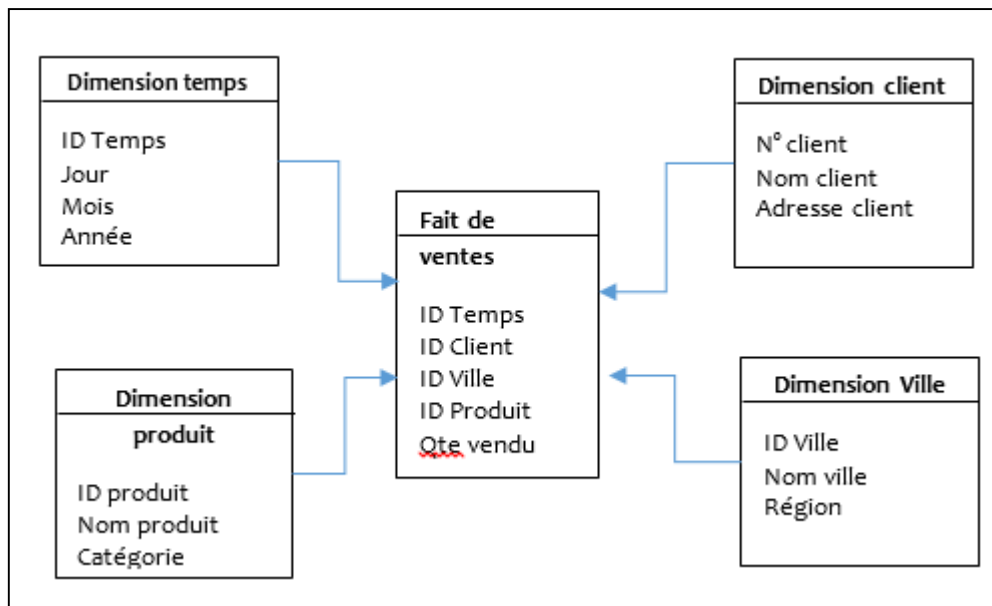 Dimension temps
ID Temps
Jour
Mois
Année
Dimension client
N° client
Nom client
Adresse client
Fait de
ventes
ID Temps
ID Client
ID Ville
ID Produit
Qte vendu
Dimension
produit
ID produit
Nom produit
Catégorie
Dimension Ville
ID Ville
Nom ville
Région